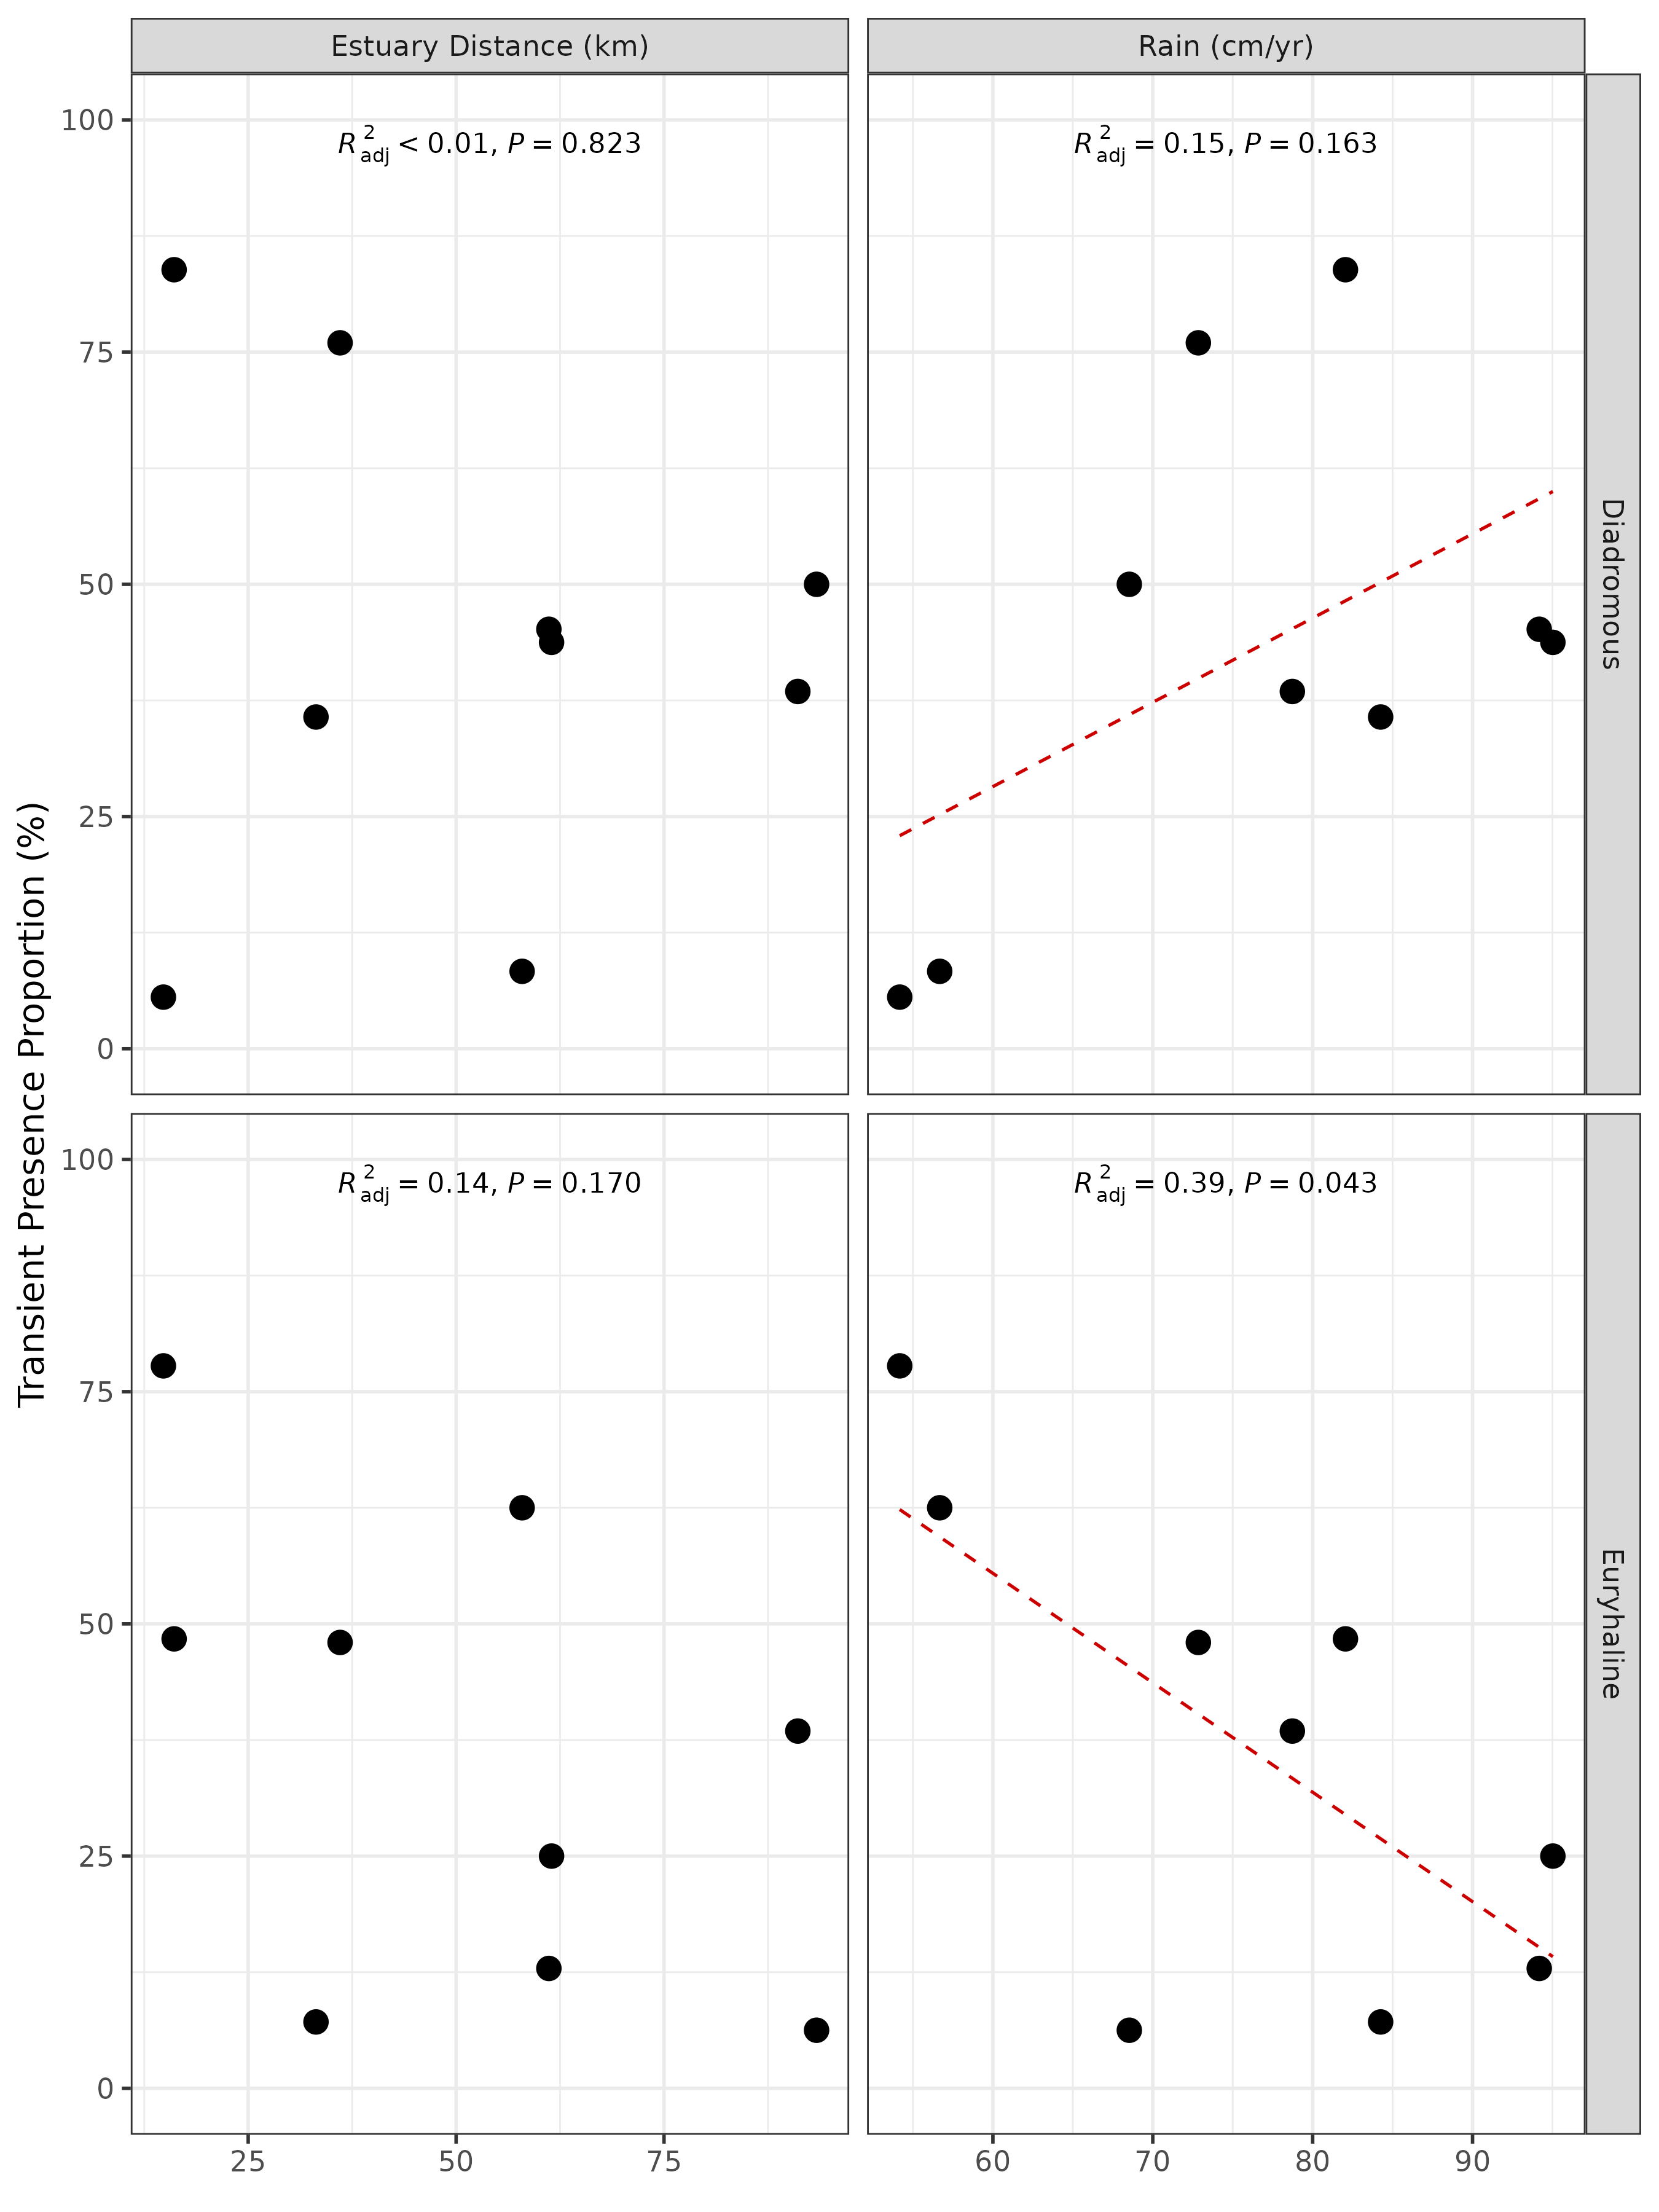 Estuary Distance (km)
Rain (cm/yr)
100
75
50
25
0
R²adj < 0.01, P = 0.823
R²adj = 0.15, P = 0.163
Diadromous
Transient Presence Proportion (%)
100
75
50
25
0
R²adj = 0.14, P = 0.170
R²adj = 0.39, P = 0.043
Euryhaline
25 50 75
60 70 80 90